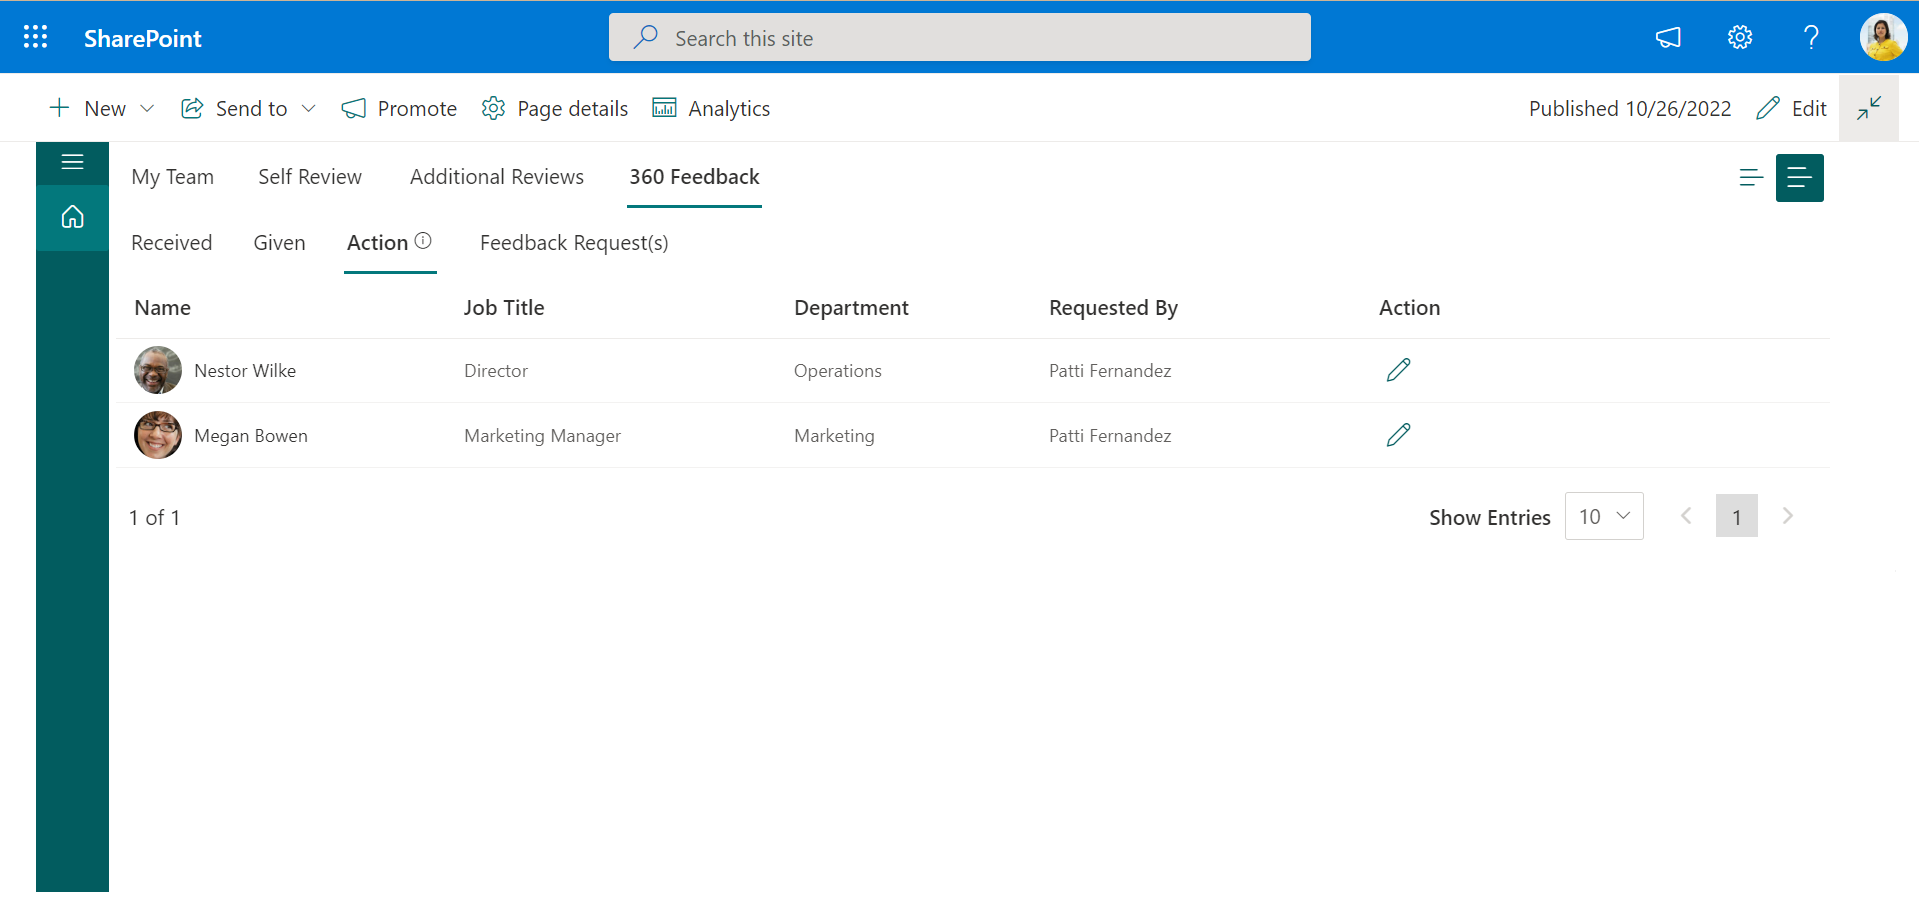 SharePoint
Search this site
New
Send to
Promote
Page details
Analytics
Published 10/26/2022
Edit
My Team
Self Review
Additional Reviews
360 Feedback
Received
Given
Action
Feedback Request(s)
Name Job Title Department Requested By Action
Nestor Wilke Director Operations Patti Fernandez
Megan Bowen Marketing Manager Marketing Patti Fernandez
1 of 1
Show Entries 10
1